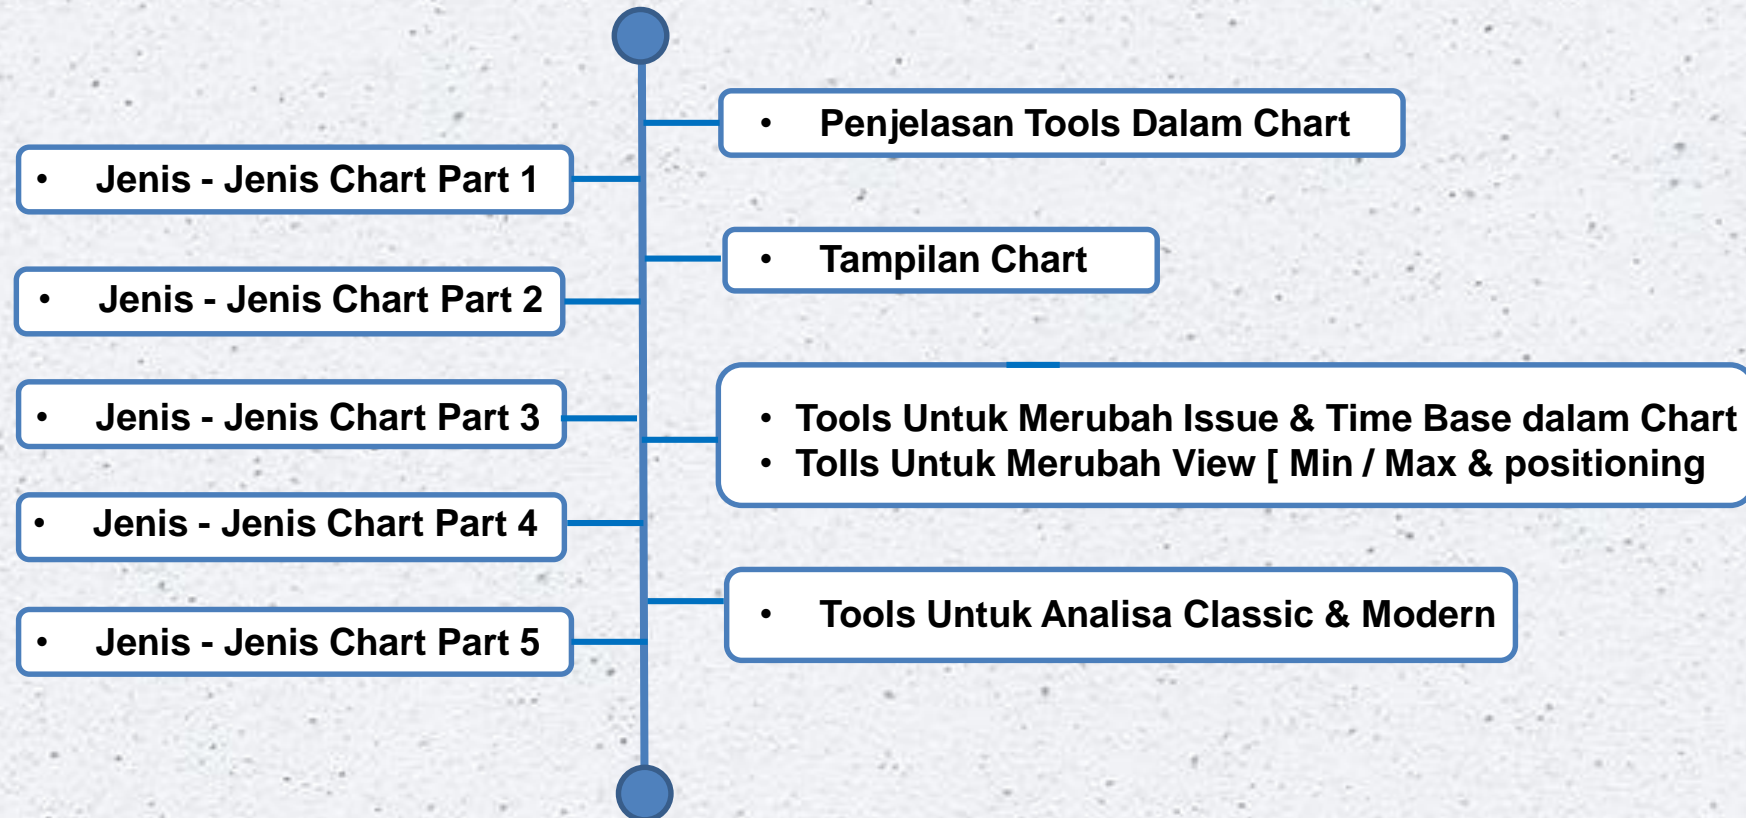 • Penjelasan Tools Dalam Chart
• Jenis - Jenis Chart Part 1
• Tampilan Chart
• Jenis - Jenis Chart Part 2
• Jenis - Jenis Chart Part 3
• Tools Untuk Merubah Issue & Time Base dalam Chart
• Tolls Untuk Merubah View [ Min / Max & positioning
• Jenis - Jenis Chart Part 4
• Tools Untuk Analisa Classic & Modern
• Jenis - Jenis Chart Part 5